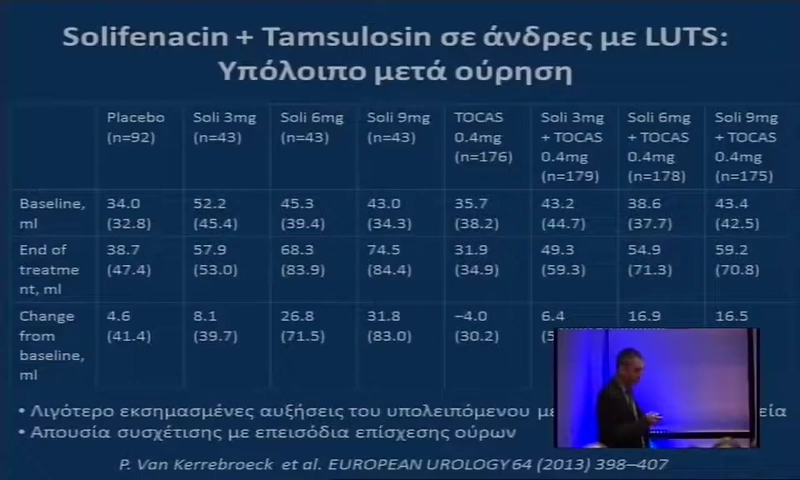 Solifenacin + Tamsulosin σε άνδρες με LUTS:
Υπόλοιπο μετά ούρηση
Placebo (n=92) Soli 3mg (n=43) Soli 6mg (n=43) Soli 9mg (n=43) TOCAS 0.4mg (n=176) Soli 3mg + TOCAS 0.4mg (n=179) Soli 6mg + TOCAS 0.4mg (n=178) Soli 9mg + TOCAS 0.4mg (n=175)
Baseline, ml 34.0 (32.8) 52.2 (45.4) 45.3 (39.4) 43.0 (34.3) 35.7 (38.2) 43.2 (44.7) 38.6 (37.7) 43.4 (42.5)
End of treatme nt, ml 38.7 (47.4) 57.9 (53.0) 68.3 (83.9) 74.5 (84.4) 31.9 (34.9) 49.3 (59.3) 54.9 (71.3) 59.2 (70.8)
Change from baseline, ml 4.6 (41.4) 8.1 (39.7) 26.8 (71.5) 31.8 (83.0) –4.0 (30.2) 6.4 16.9 16.5
• Λιγότερο εκσημασμένες αυξήσεις του υπολειπόμενου
• Απουσία συσχέτισης με επεισόδια επίσχεσης ούρων
P. Van Kerrebroeck et al. EUROPEAN UROLOGY 64 (2013) 398–407